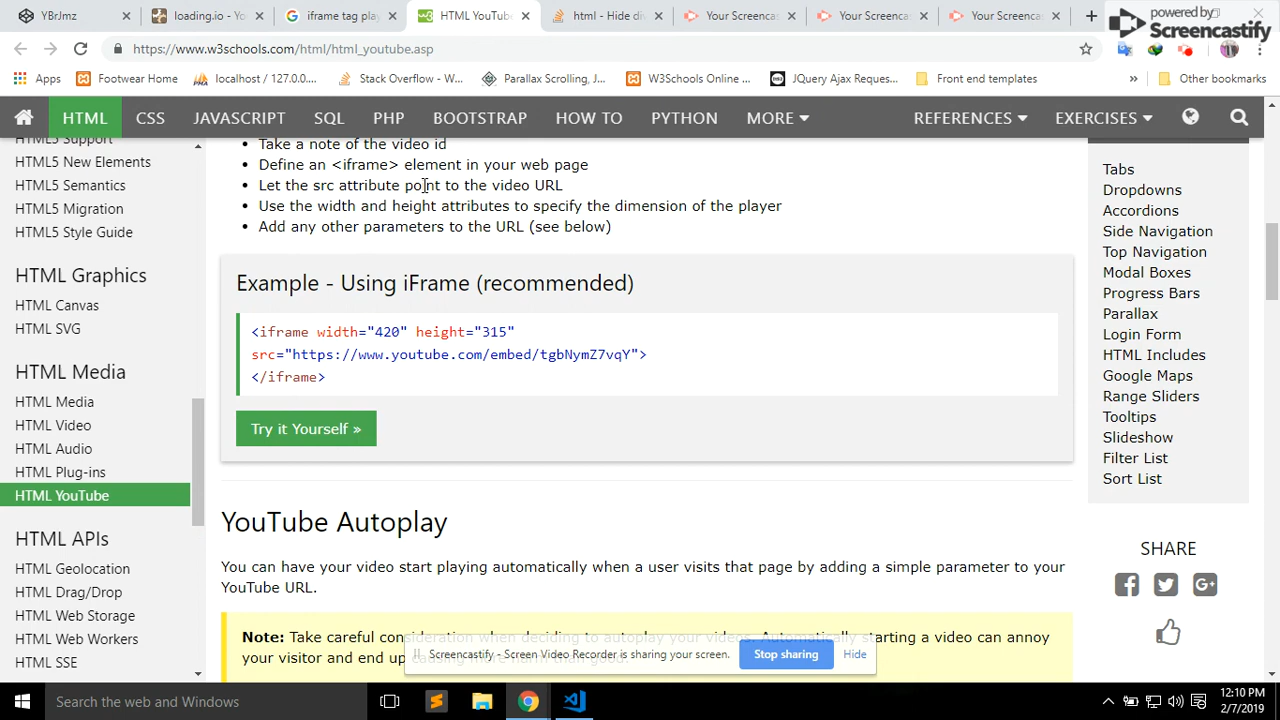 YBrJmz
loading.io - Yo
iframe tag play
HTML YouTube
html - Hide di
Your Screenca
Your Screencas
Your Screencas
powered by
Screencastify
https://www.w3schools.com/html/html_youtube.asp
Apps
Footwear Home
localhost / 127.0.0....
Stack Overflow - W...
Parallax Scrolling, J...
W3Schools Online ...
JQuery Ajax Reques...
Front end templates
Other bookmarks
HTML
CSS
JAVASCRIPT
SQL
PHP
BOOTSTRAP
HOW TO
PYTHON
MORE
REFERENCES
EXERCISES
HTML5 Support
HTML5 New Elements
HTML5 Semantics
HTML5 Migration
HTML5 Style Guide
HTML Graphics
HTML Canvas
HTML SVG
HTML Media
HTML Media
HTML Video
HTML Audio
HTML Plug-ins
HTML YouTube
HTML APIs
HTML Geolocation
HTML Drag/Drop
HTML Web Storage
HTML Web Workers
HTML SSE
• Take a note of the video id
• Define an <iframe> element in your web page
• Let the src attribute point to the video URL
• Use the width and height attributes to specify the dimension of the player
• Add any other parameters to the URL (see below)
Example - Using iFrame (recommended)
<iframe width="420" height="315"
src="https://www.youtube.com/embed/tgbNymZ7vqY">
</iframe>
Try it Yourself »
YouTube Autoplay
You can have your video start playing automatically when a user visits that page by adding a simple parameter to your
YouTube URL.
Note: Take careful consideration when deciding to autoplay your videos. Automatically starting a video can annoy
your visitor and end up causing more harm than good.
Screencastify - Screen Video Recorder is sharing your screen.
Stop sharing
Hide
Tabs
Dropdowns
Accordions
Side Navigation
Top Navigation
Modal Boxes
Progress Bars
Parallax
Login Form
HTML Includes
Google Maps
Range Sliders
Tooltips
Slideshow
Filter List
Sort List
SHARE
Search the web and Windows
12:10 PM
2/7/2019